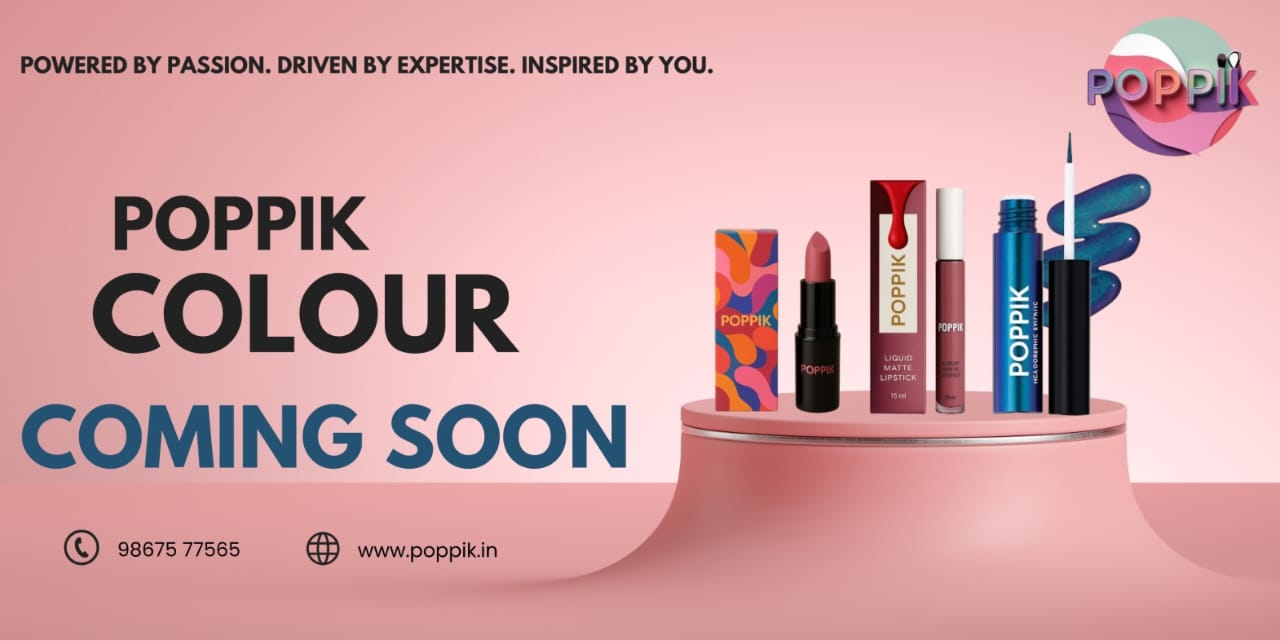 POWERED BY PASSION. DRIVEN BY EXPERTISE. INSPIRED BY YOU.
POPPIK
POPPIK
COLOUR
COMING SOON
98675 77565
www.poppik.in
POPPIK
POPPIK
POPPIK
LIQUID
MATTE
LIPSTICK
15 ml
POPPIK
POPPIK